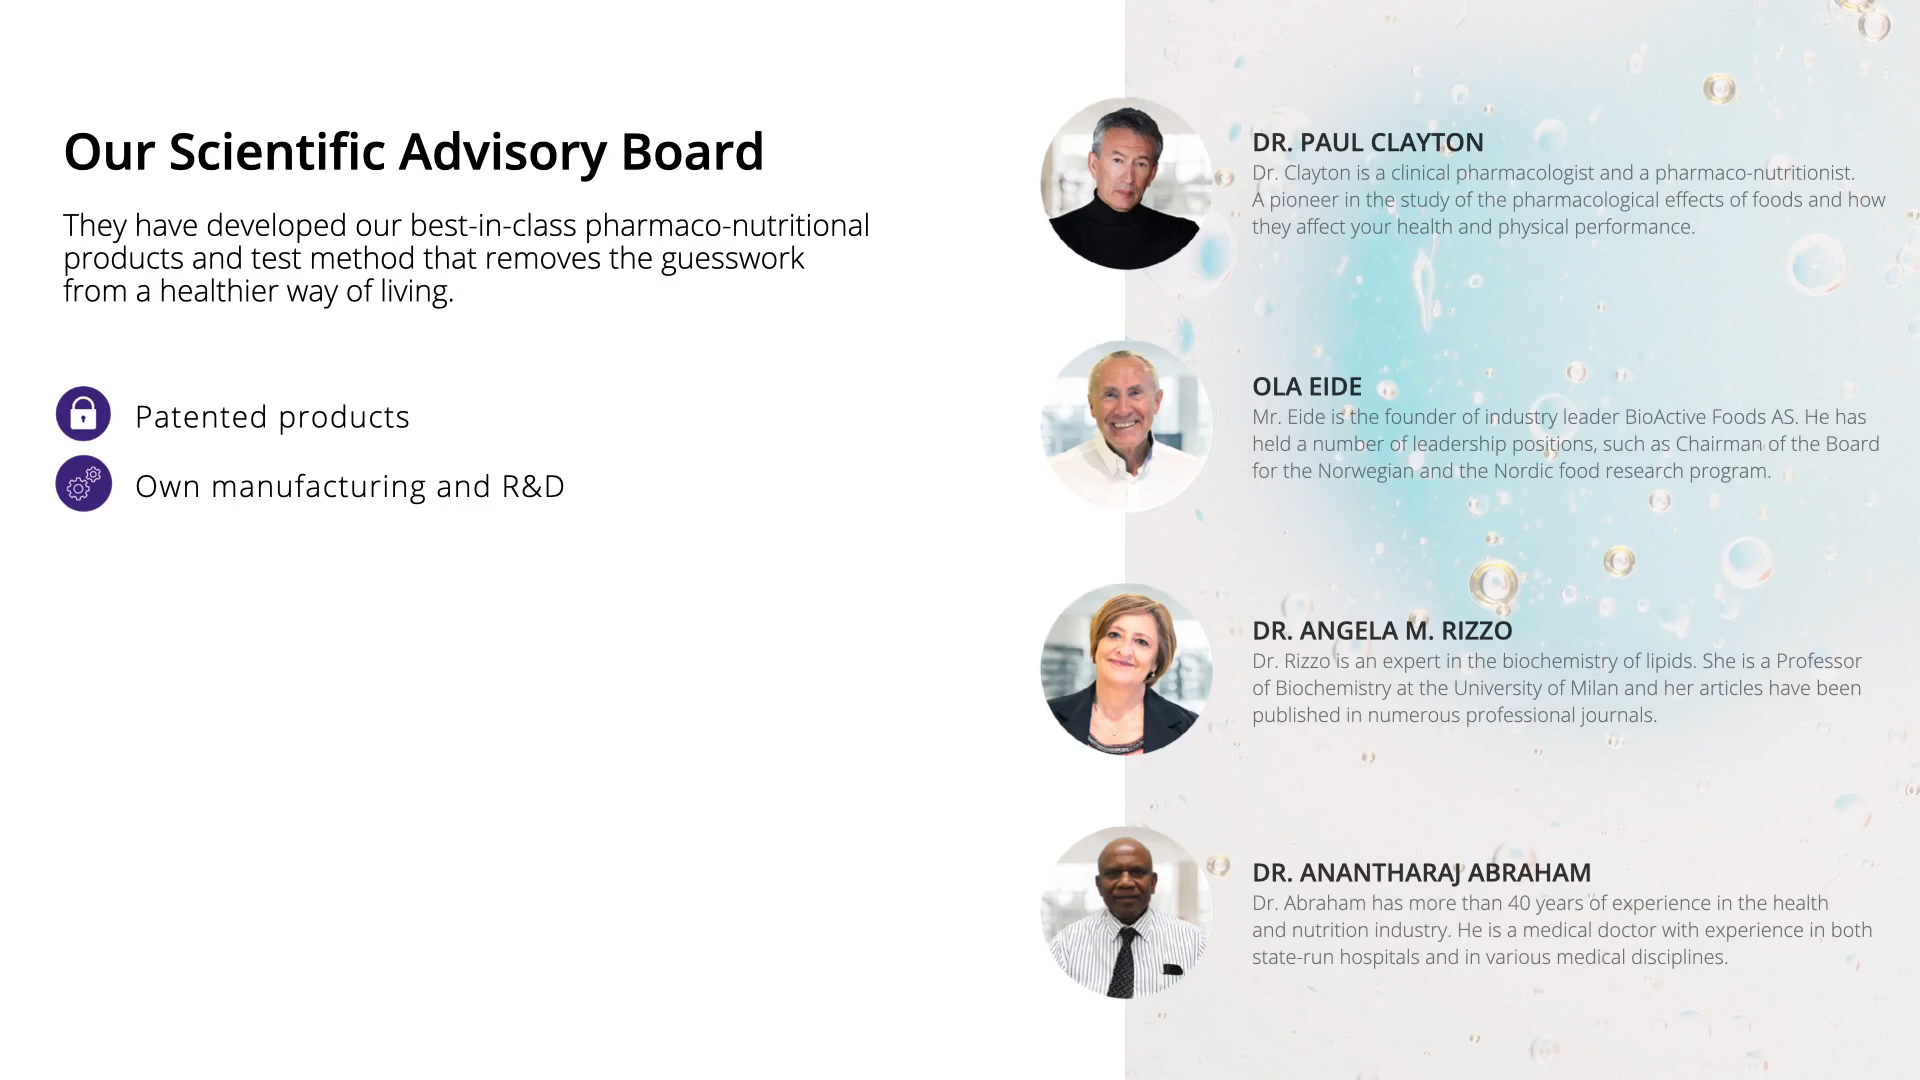 Our Scientific Advisory Board
They have developed our best-in-class pharmaco-nutritional
products and test method that removes the guesswork
from a healthier way of living.
Patented products
Own manufacturing and R&D
DR. PAUL CLAYTON
Dr. Clayton is a clinical pharmacologist and a pharmaco-nutritionist.
A pioneer in the study of the pharmacological effects of foods and how
they affect your health and physical performance.
OLA EIDE
Mr. Eide is the founder of industry leader BioActive Foods AS. He has
held a number of leadership positions, such as Chairman of the Board
for the Norwegian and the Nordic food research program.
DR. ANGELA M. RIZZO
Dr. Rizzo is an expert in the biochemistry of lipids. She is a Professor
of Biochemistry at the University of Milan and her articles have been
published in numerous professional journals.
DR. ANANTHARAJ ABRAHAM
Dr. Abraham has more than 40 years of experience in the health
and nutrition industry. He is a medical doctor with experience in both
state-run hospitals and in various medical disciplines.